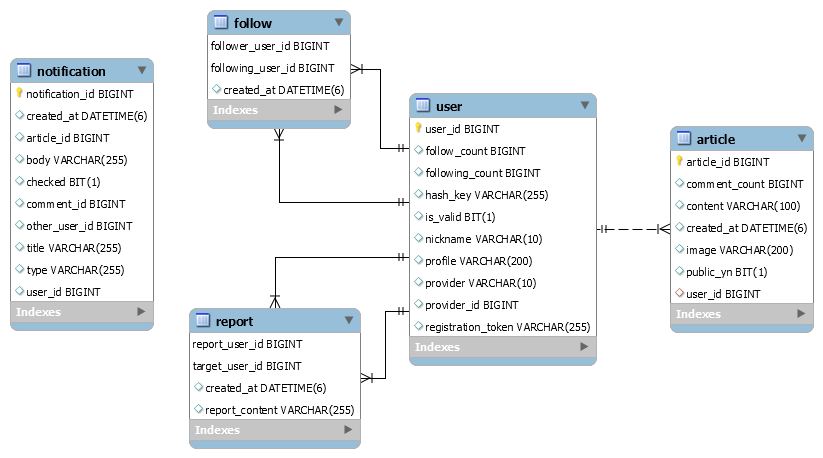 follow
follower_user_id BIGINT
following_user_id BIGINT
created_at DATETIME(6)
Indexes
notification
notification_id BIGINT
created_at DATETIME(6)
article_id BIGINT
body VARCHAR(255)
checked BIT(1)
comment_id BIGINT
other_user_id BIGINT
title VARCHAR(255)
type VARCHAR(255)
user_id BIGINT
Indexes
user
user_id BIGINT
follow_count BIGINT
following_count BIGINT
hash_key VARCHAR(255)
is_valid BIT(1)
nickname VARCHAR(10)
profile VARCHAR(200)
provider VARCHAR(10)
provider_id BIGINT
registration_token VARCHAR(255)
Indexes
article
article_id BIGINT
comment_count BIGINT
content VARCHAR(100)
created_at DATETIME(6)
image VARCHAR(200)
public_yn BIT(1)
user_id BIGINT
Indexes
report
report_user_id BIGINT
target_user_id BIGINT
created_at DATETIME(6)
report_content VARCHAR(255)
Indexes